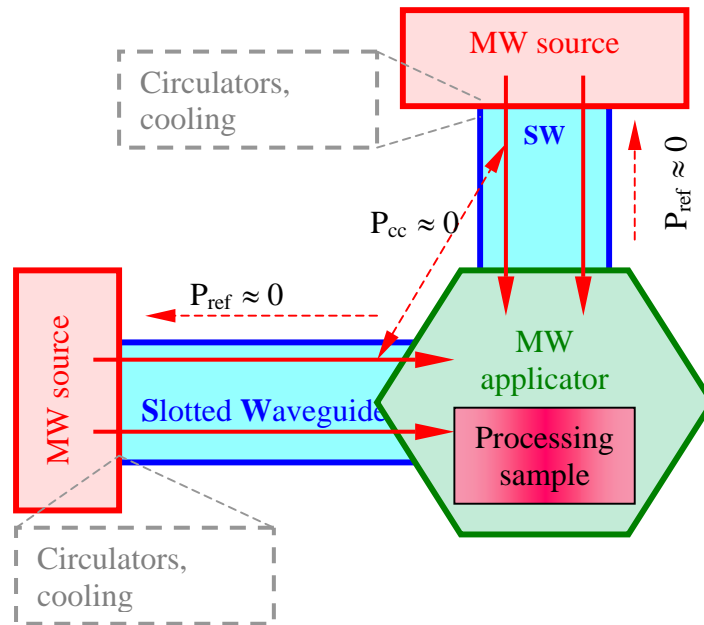 MW source
Circulators,
cooling
SW
P_ref ≈ 0
P_cc ≈ 0
P_ref ≈ 0
MW source
MW
applicator
Slotted Waveguide
Processing
sample
Circulators,
cooling